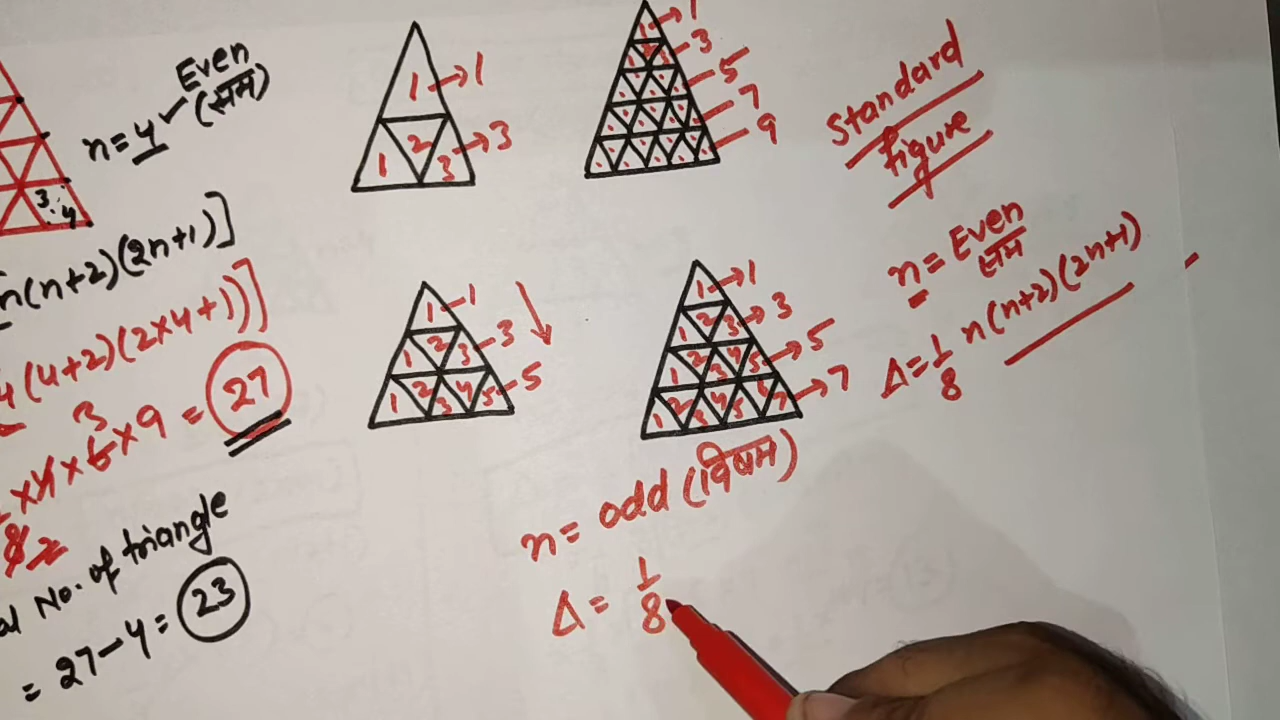 Even
n=4 (सम)
n(n+2)(2n+1)]
4(4+2)(2×4+1))]
×4×6×9 = 27
3
8 2
No. of triangle
= 27-4= 23
1→1
1 2 3→3
→1
→3
→5
→7
→9
1→1
1 2 3→3
1 2 3 4 5→5
1→1
1 2 3→3
1 2 3 4 5→5
1 2 3 4 5 6 7→7
3 4
Standard
figure
n= Even
सम
Δ= 1/8 n(n+2)(2n+1)
n= odd (विषम)
Δ= 1/8